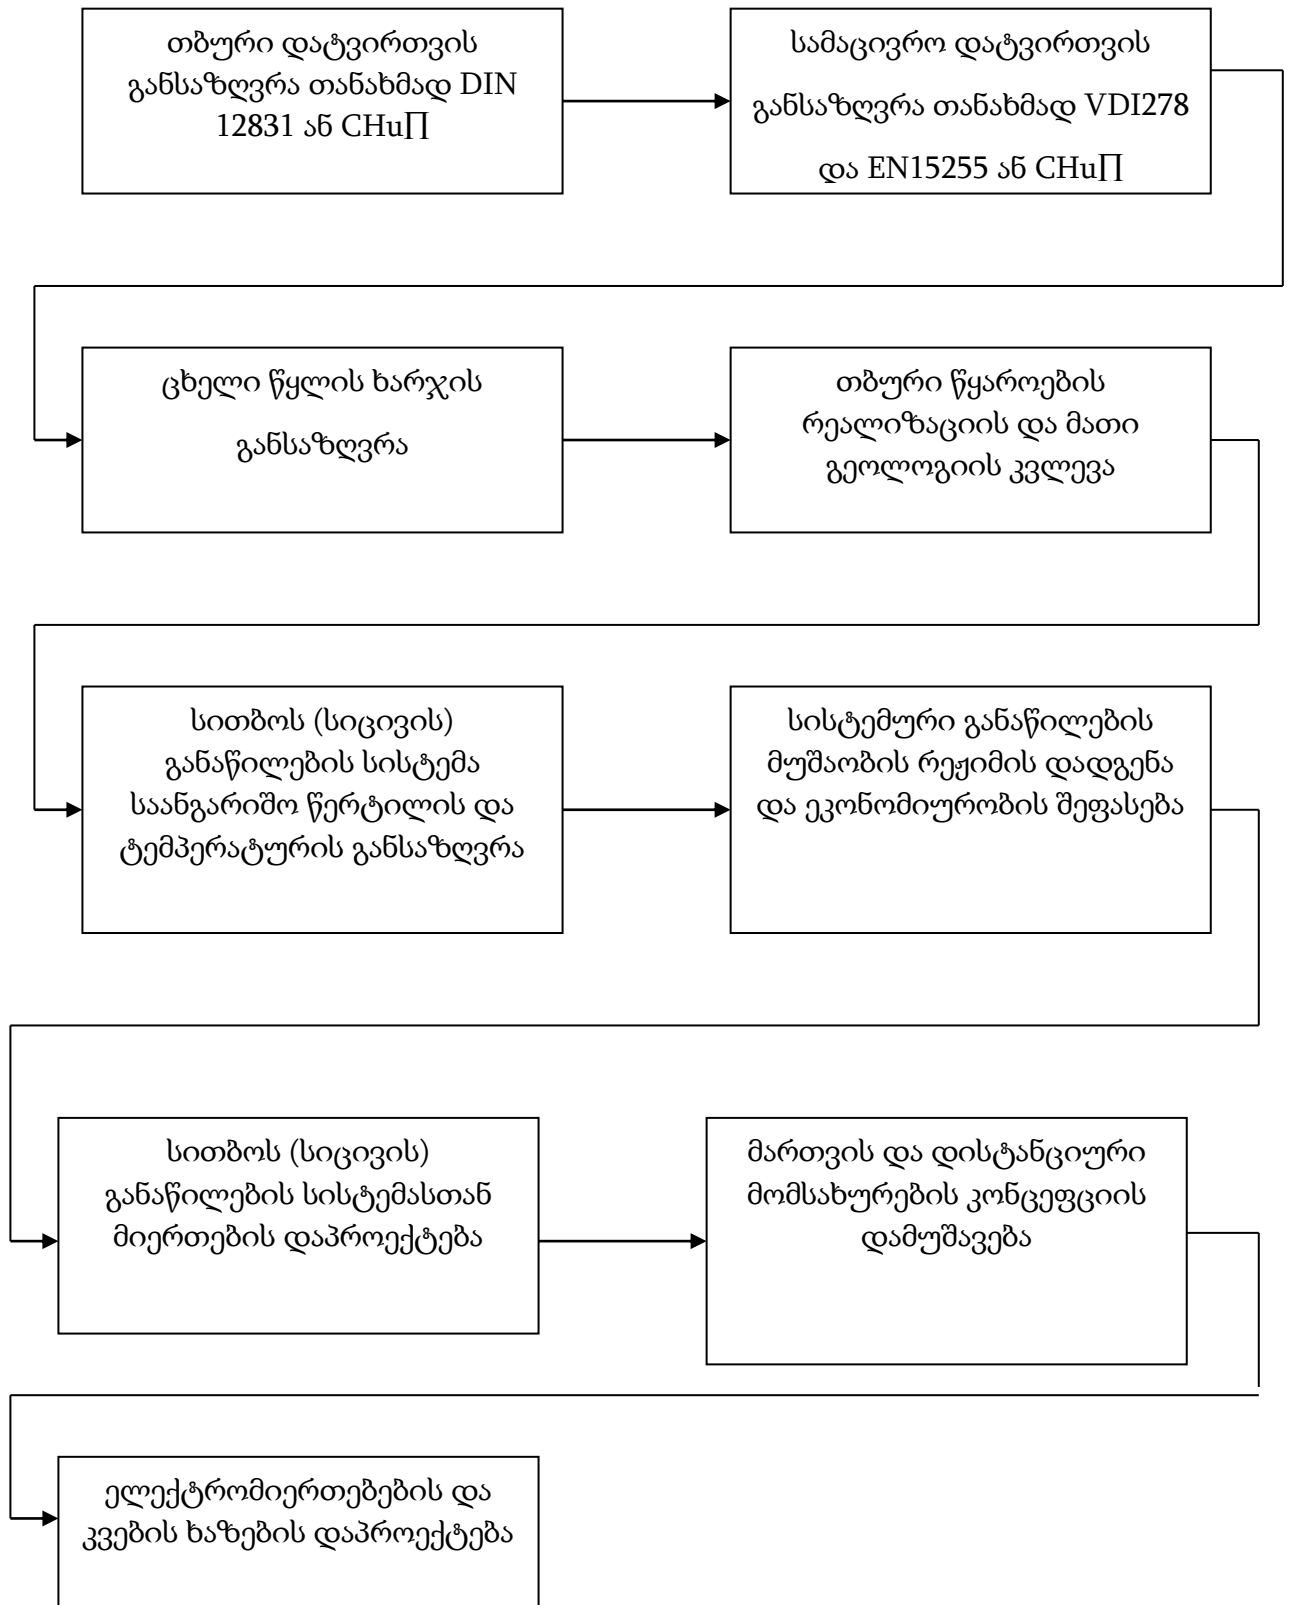 თბური დატვირთვის
განსაზღვრა თანახმად DIN
12831 ან CHuП
სამაცივრო დატვირთვის
განსაზღვრა თანახმად VDI278
და EN15255 ან CHuП
ცხელი წყლის ხარჯის
განსაზღვრა
თბური წყაროების
რეალიზაციის და მათი
გეოლოგიის კვლევა
სითბოს (სიცივის)
განაწილების სისტემა
საანგარიშო წერტილის და
ტემპერატურის განსაზღვრა
სისტემური განაწილების
მუშაობის რეჟიმის დადგენა
და ეკონომიურობის შეფასება
სითბოს (სიცივის)
განაწილების სისტემასთან
მიერთების დაპროექტება
მართვის და დისტანციური
მომსახურების კონცეფციის
დამუშავება
ელექტრომიერთებების და
კვების ხაზების დაპროექტება